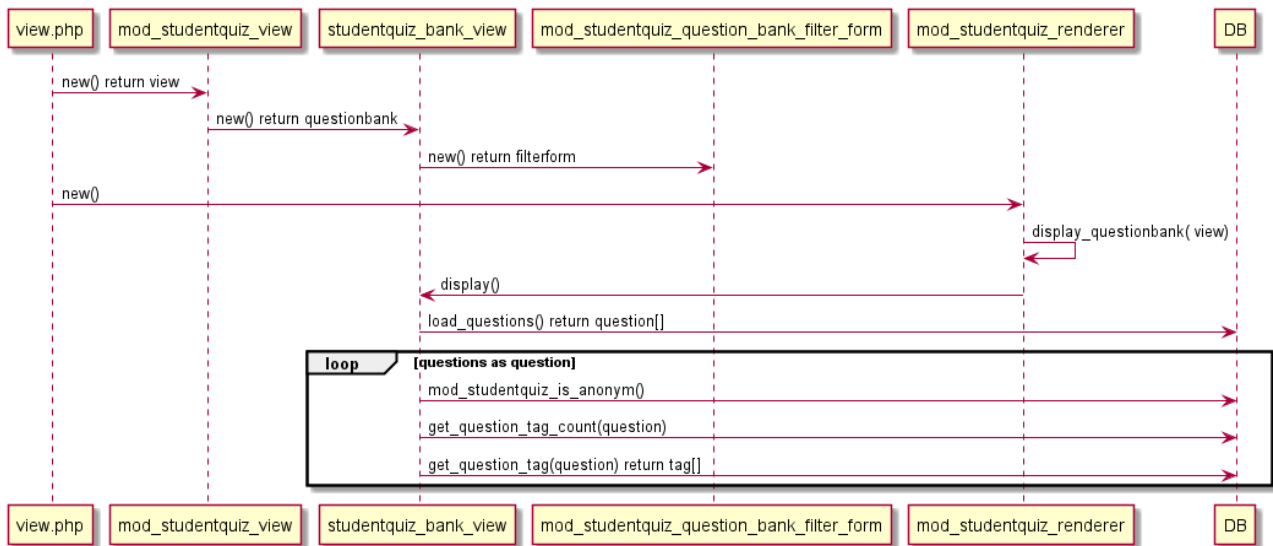 view.php mod_studentquiz_view studentquiz_bank_view mod_studentquiz_question_bank_filter_form mod_studentquiz_renderer DB
new() return view
new() return questionbank
new() return filterform
new()
display_questionbank( view)
display()
load_questions() return question[]
loop [questions as question]
mod_studentquiz_is_anonym()
get_question_tag_count(question)
get_question_tag(question) return tag[]
view.php mod_studentquiz_view studentquiz_bank_view mod_studentquiz_question_bank_filter_form mod_studentquiz_renderer DB